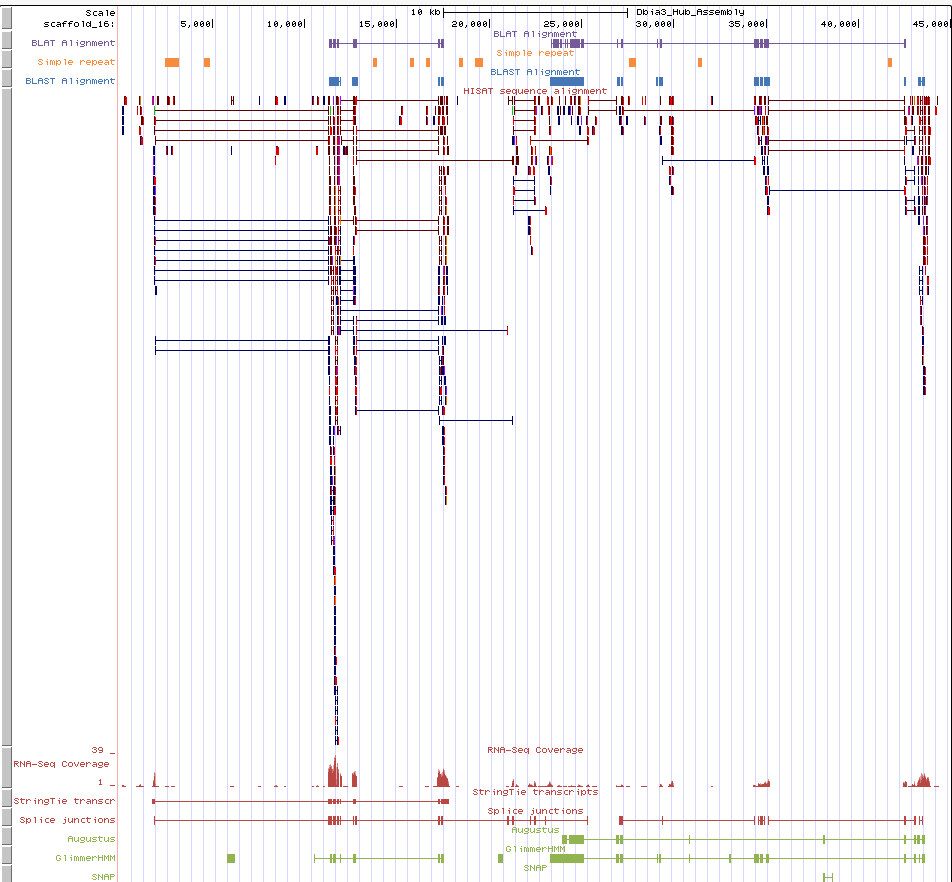 Scale 10 kb Dbia3_Hub_Assembly
scaffold_16: 5,000 10,000 15,000 20,000 25,000 30,000 35,000 40,000 45,000
BLAT Alignment
BLAT Alignment
Simple repeat
Simple repeat
BLAST Alignment
BLAST Alignment
HISAT sequence alignment
39 _
RNA-Seq Coverage
RNA-Seq Coverage
1 _
StringTie transcripts
StringTie transcr
Splice junctions
Splice junctions
Augustus
Augustus
GlimmerHMM
GlimmerHMM
SNAP
SNAP